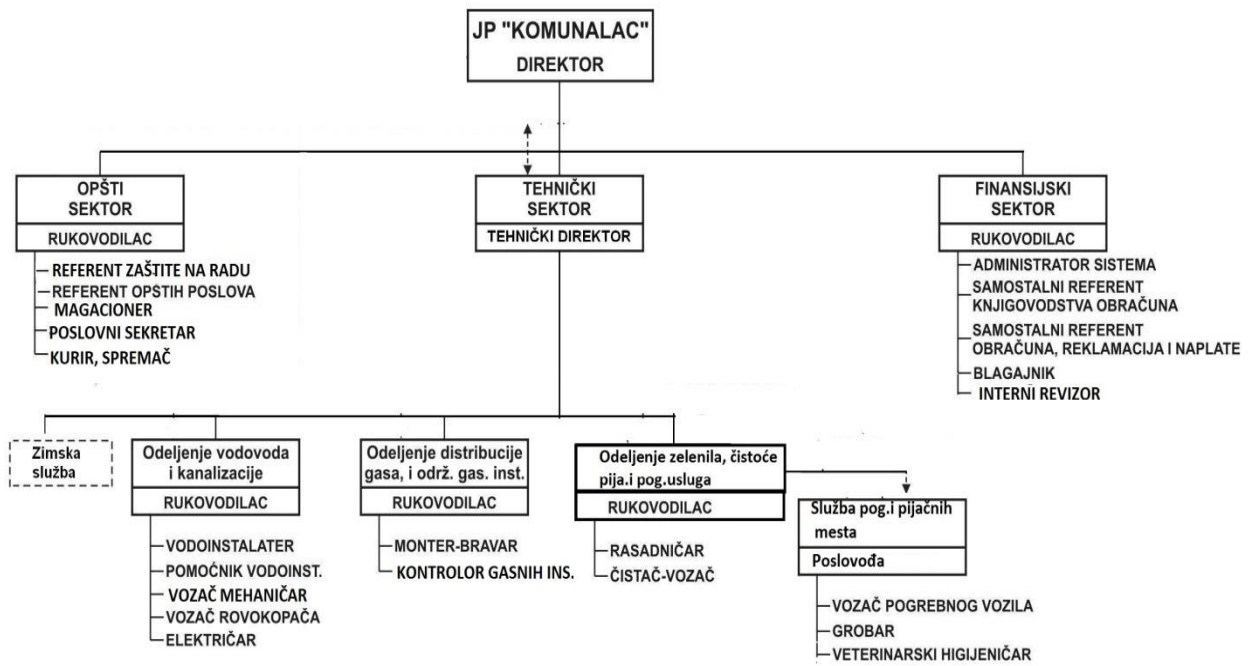 JP "KOMUNALAC"
DIREKTOR
OPŠTI
SEKTOR
RUKOVODILAC
REFERENT ZAŠTITE NA RADU
REFERENT OPŠTIH POSLOVA
MAGACIONER
POSLOVNI SEKRETAR
KURIR, SPREMAČ
TEHNIČKI
SEKTOR
TEHNIČKI DIREKTOR
FINANSIJSKI
SEKTOR
RUKOVODILAC
ADMINISTRATOR SISTEMA
SAMOSTALNI REFERENT
KNJIGOVODSTVA OBRAČUNA
SAMOSTALNI REFERENT
OBRAČUNA, REKLAMACIJA I NAPLATE
BLAGAJNIK
INTERNI REVIZOR
Zimska
služba
Odeljenje vodovoda
i kanalizacije
RUKOVODILAC
VODOINSTALATER
POMOĆNIK VODOINST.
VOZAČ MEHANIČAR
VOZAČ ROVOKOPAČA
ELEKTRIČAR
Odeljenje distribucije
gasa, i održ. gas. inst.
RUKOVODILAC
MONTER-BRAVAR
KONTROLOR GASNIH INS.
Odeljenje zelenila, čistoće
pija.i pog.usluga
RUKOVODILAC
RASADNIČAR
ČISTAČ-VOZAČ
Služba pog.i pijačnih
mesta
Poslovođa
VOZAČ POGREBNOG VOZILA
GROBAR
VETERINARSKI HIGIJENIČAR